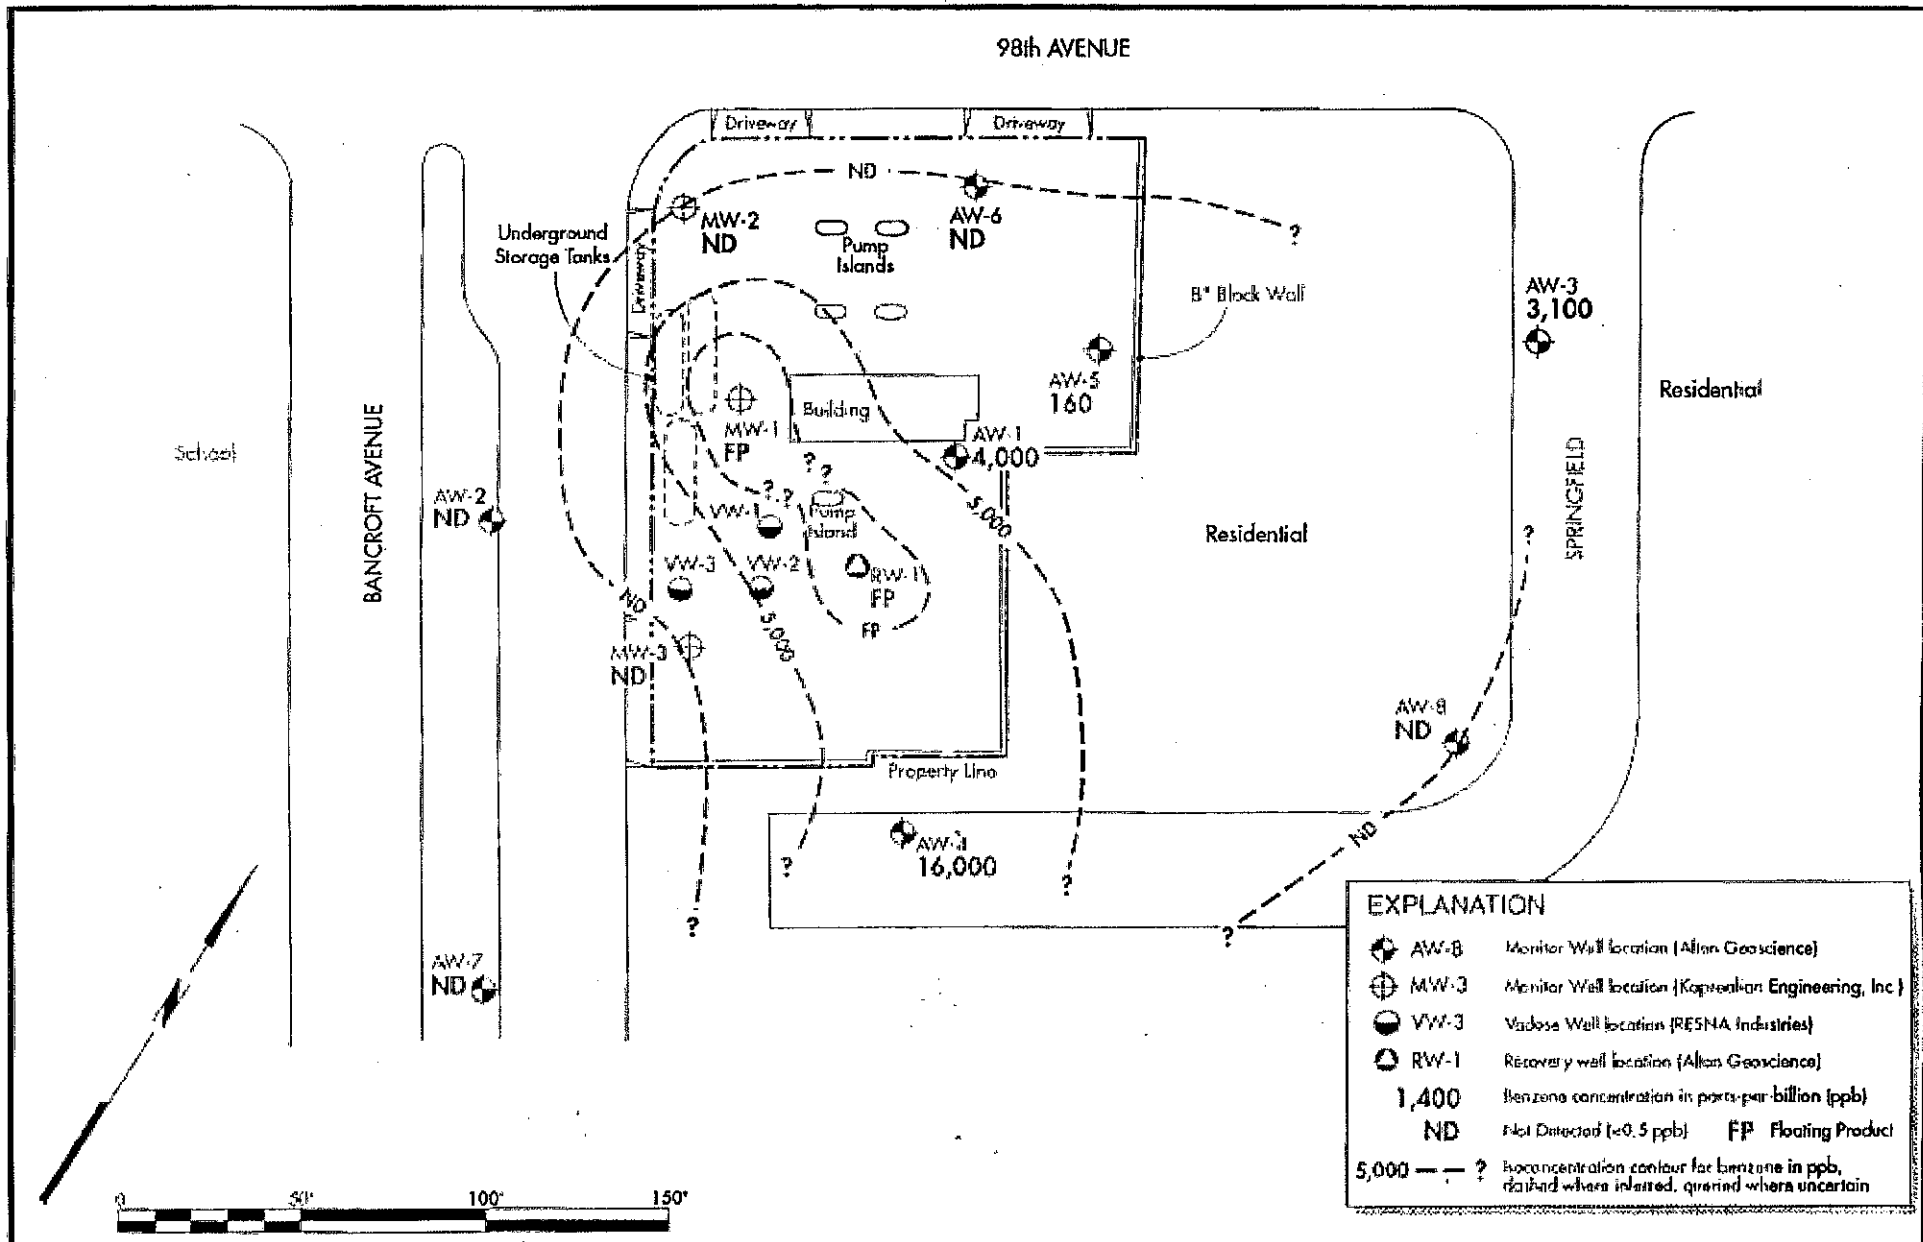 98th AVENUE
Driveway
Driveway
ND
MW-2
ND
AW-6
ND
Underground
Storage Tanks
Driveway
Pump
Islands
8" Block Wall
AW-3
3,100
AW-5
160
Residential
School
BANCROFT AVENUE
Building
MW-1
FP
?
?
AW-1
4,000
SPRINGFIELD
AW-2
ND
? ?
VW-1
Pump
Island
5,000
Residential
?
?
VW-3
VW-2
RW-1
FP
FP
ND
5,000
MW-3
ND
AW-8
ND
Property Line
ND
AW-4
16,000
?
?
?
?
AW-7
ND
EXPLANATION
AW-8 Monitor Well location (Alton Geoscience)
MW-3 Monitor Well location (Kaprealian Engineering, Inc.)
VW-3 Vadose Well location (RESNA Industries)
RW-1 Recovery well location (Alton Geoscience)
1,400 Benzene concentration in parts-per-billion (ppb)
ND Not Detected (<0.5 ppb) FP Floating Product
5,000 — — ? Isoconcentration contour for benzene in ppb,
dashed where inferred, queried where uncertain
0 50' 100' 150'